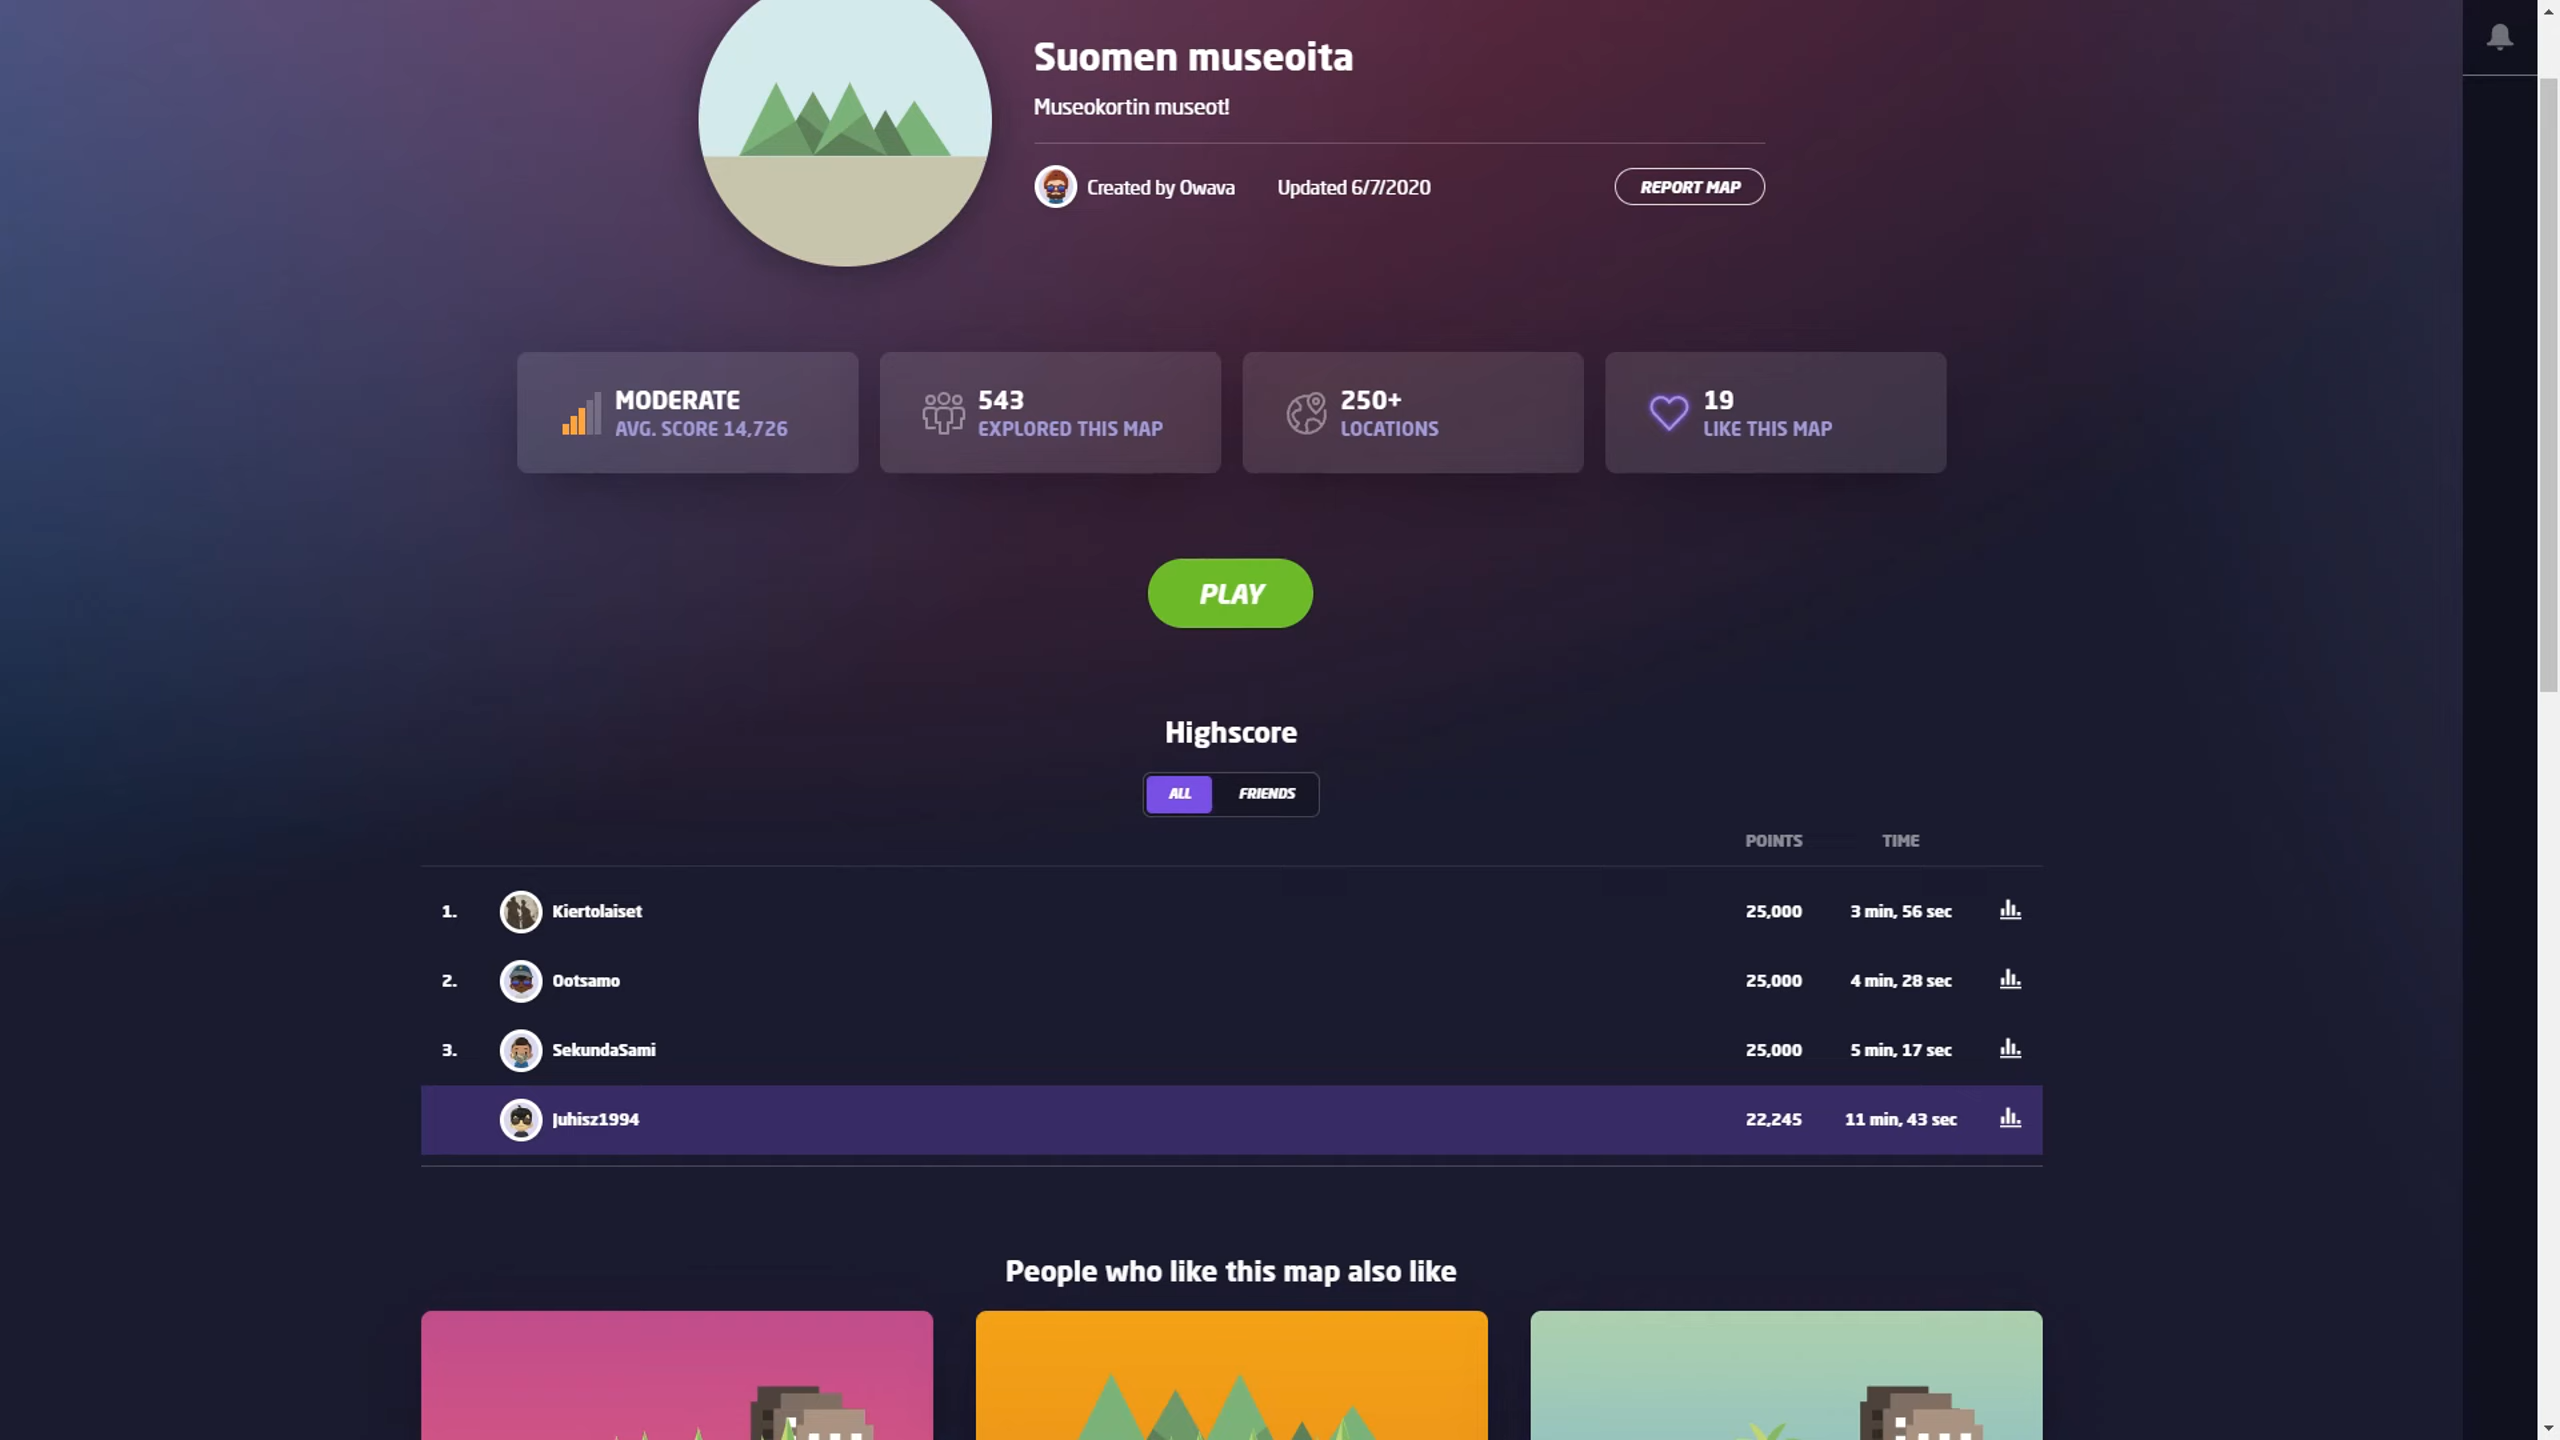 Suomen museoita
Museokortin museot!
Created by Owava Updated 6/7/2020 REPORT MAP
MODERATE
AVG. SCORE 14,726
543
EXPLORED THIS MAP
250+
LOCATIONS
19
LIKE THIS MAP
PLAY
Highscore
ALL FRIENDS
POINTS TIME
1. Kiertolaiset 25,000 3 min, 56 sec
2. Ootsamo 25,000 4 min, 28 sec
3. SekundaSami 25,000 5 min, 17 sec
Juhisz1994 22,245 11 min, 43 sec
People who like this map also like